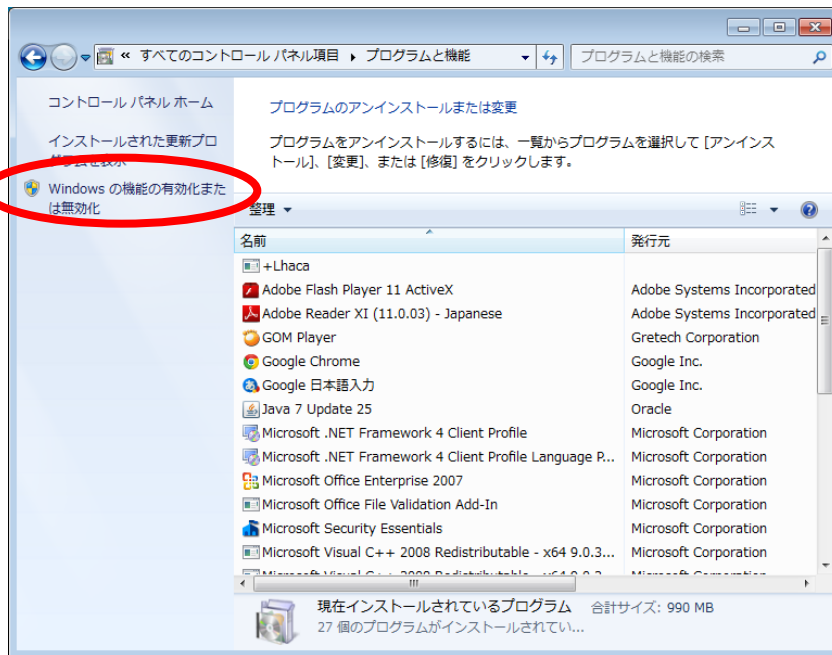 « すべてのコントロール パネル項目 ▸ プログラムと機能
プログラムと機能の検索
コントロール パネル ホーム
インストールされた更新プロ
グラムを表示
Windows の機能の有効化また
は無効化
プログラムのアンインストールまたは変更
プログラムをアンインストールするには、一覧からプログラムを選択して [アンインス
トール]、[変更]、または [修復] をクリックします。
整理
名前 発行元
+Lhaca
Adobe Flash Player 11 ActiveX Adobe Systems Incorporated
Adobe Reader XI (11.0.03) - Japanese Adobe Systems Incorporated
GOM Player Gretech Corporation
Google Chrome Google Inc.
Google 日本語入力 Google Inc.
Java 7 Update 25 Oracle
Microsoft .NET Framework 4 Client Profile Microsoft Corporation
Microsoft .NET Framework 4 Client Profile Language P... Microsoft Corporation
Microsoft Office Enterprise 2007 Microsoft Corporation
Microsoft Office File Validation Add-In Microsoft Corporation
Microsoft Security Essentials Microsoft Corporation
Microsoft Visual C++ 2008 Redistributable - x64 9.0.3... Microsoft Corporation
現在インストールされているプログラム 合計サイズ: 990 MB
27 個のプログラムがインストールされてい...